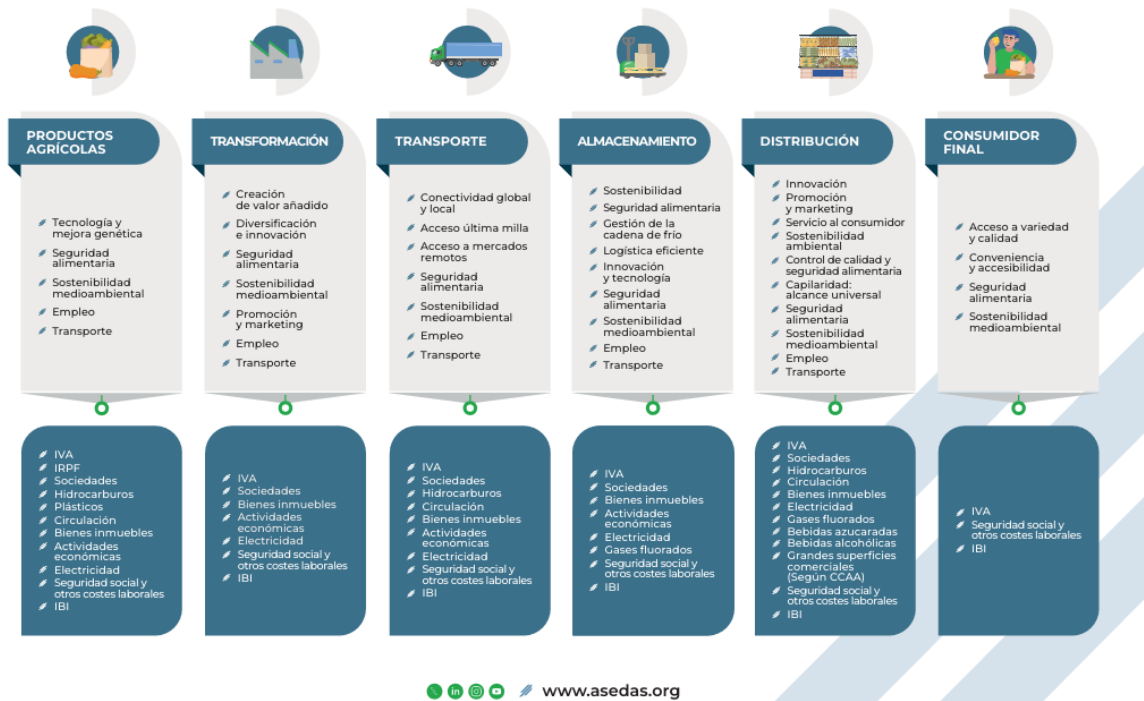 PRODUCTOS
AGRÍCOLAS
Tecnología y
mejora genética
Seguridad
alimentaria
Sostenibilidad
medioambiental
Empleo
Transporte
IVA
IRPF
Sociedades
Hidrocarburos
Plásticos
Circulación
Bienes inmuebles
Actividades
económicas
Electricidad
Seguridad social y
otros costes laborales
IBI
TRANSFORMACIÓN
Creación
de valor añadido
Diversificación
e innovación
Seguridad
alimentaria
Sostenibilidad
medioambiental
Promoción
y marketing
Empleo
Transporte
IVA
Sociedades
Bienes inmuebles
Actividades
económicas
Electricidad
Seguridad social y
otros costes laborales
IBI
TRANSPORTE
Conectividad global
y local
Acceso última milla
Acceso a mercados
remotos
Seguridad
alimentaria
Sostenibilidad
medioambiental
Empleo
Transporte
IVA
Sociedades
Hidrocarburos
Circulación
Bienes inmuebles
Actividades
económicas
Electricidad
Seguridad social y
otros costes laborales
IBI
ALMACENAMIENTO
Sostenibilidad
Seguridad alimentaria
Gestión de la
cadena de frío
Logística eficiente
Innovación
y tecnología
Seguridad
alimentaria
Sostenibilidad
medioambiental
Empleo
Transporte
IVA
Sociedades
Bienes inmuebles
Actividades
económicas
Electricidad
Gases fluorados
Seguridad social y
otros costes laborales
IBI
DISTRIBUCIÓN
Innovación
Promoción
y marketing
Servicio al consumidor
Sostenibilidad
ambiental
Control de calidad y
seguridad alimentaria
Capilaridad:
alcance universal
Seguridad
alimentaria
Sostenibilidad
medioambiental
Empleo
Transporte
IVA
Sociedades
Hidrocarburos
Circulación
Bienes inmuebles
Electricidad
Gases fluorados
Bebidas azucaradas
Bebidas alcohólicas
Grandes superficies
comerciales
(Según CCAA)
Seguridad social y
otros costes laborales
IBI
CONSUMIDOR
FINAL
Acceso a variedad
y calidad
Conveniencia
y accesibilidad
Seguridad
alimentaria
Sostenibilidad
medioambiental
IVA
Seguridad social y
otros costes laborales
IBI
www.asedas.org